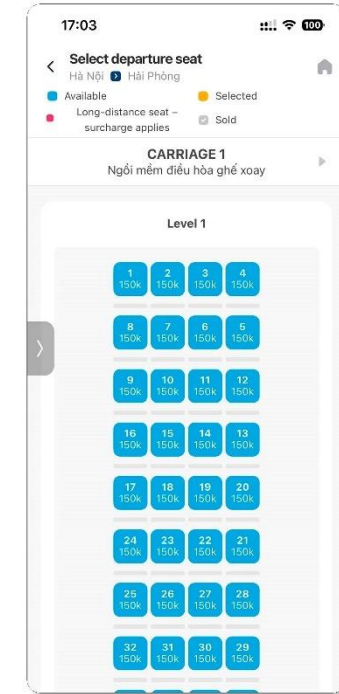 17:03
100
Select departure seat
Hà Nội Hải Phòng
Available
Selected
Long-distance seat –
surcharge applies
Sold
CARRIAGE 1
Ngồi mềm điều hòa ghế xoay
Level 1
1 2 3 4
150k 150k 150k 150k
8 7 6 5
150k 150k 150k 150k
9 10 11 12
150k 150k 150k 150k
16 15 14 13
150k 150k 150k 150k
17 18 19 20
150k 150k 150k 150k
24 23 22 21
150k 150k 150k 150k
25 26 27 28
150k 150k 150k 150k
32 31 30 29
150k 150k 150k 150k